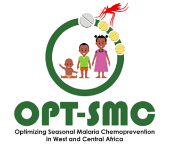 OPT-SMC
Optimizing Seasonal Malaria Chemoprevention
in West and Central Africa